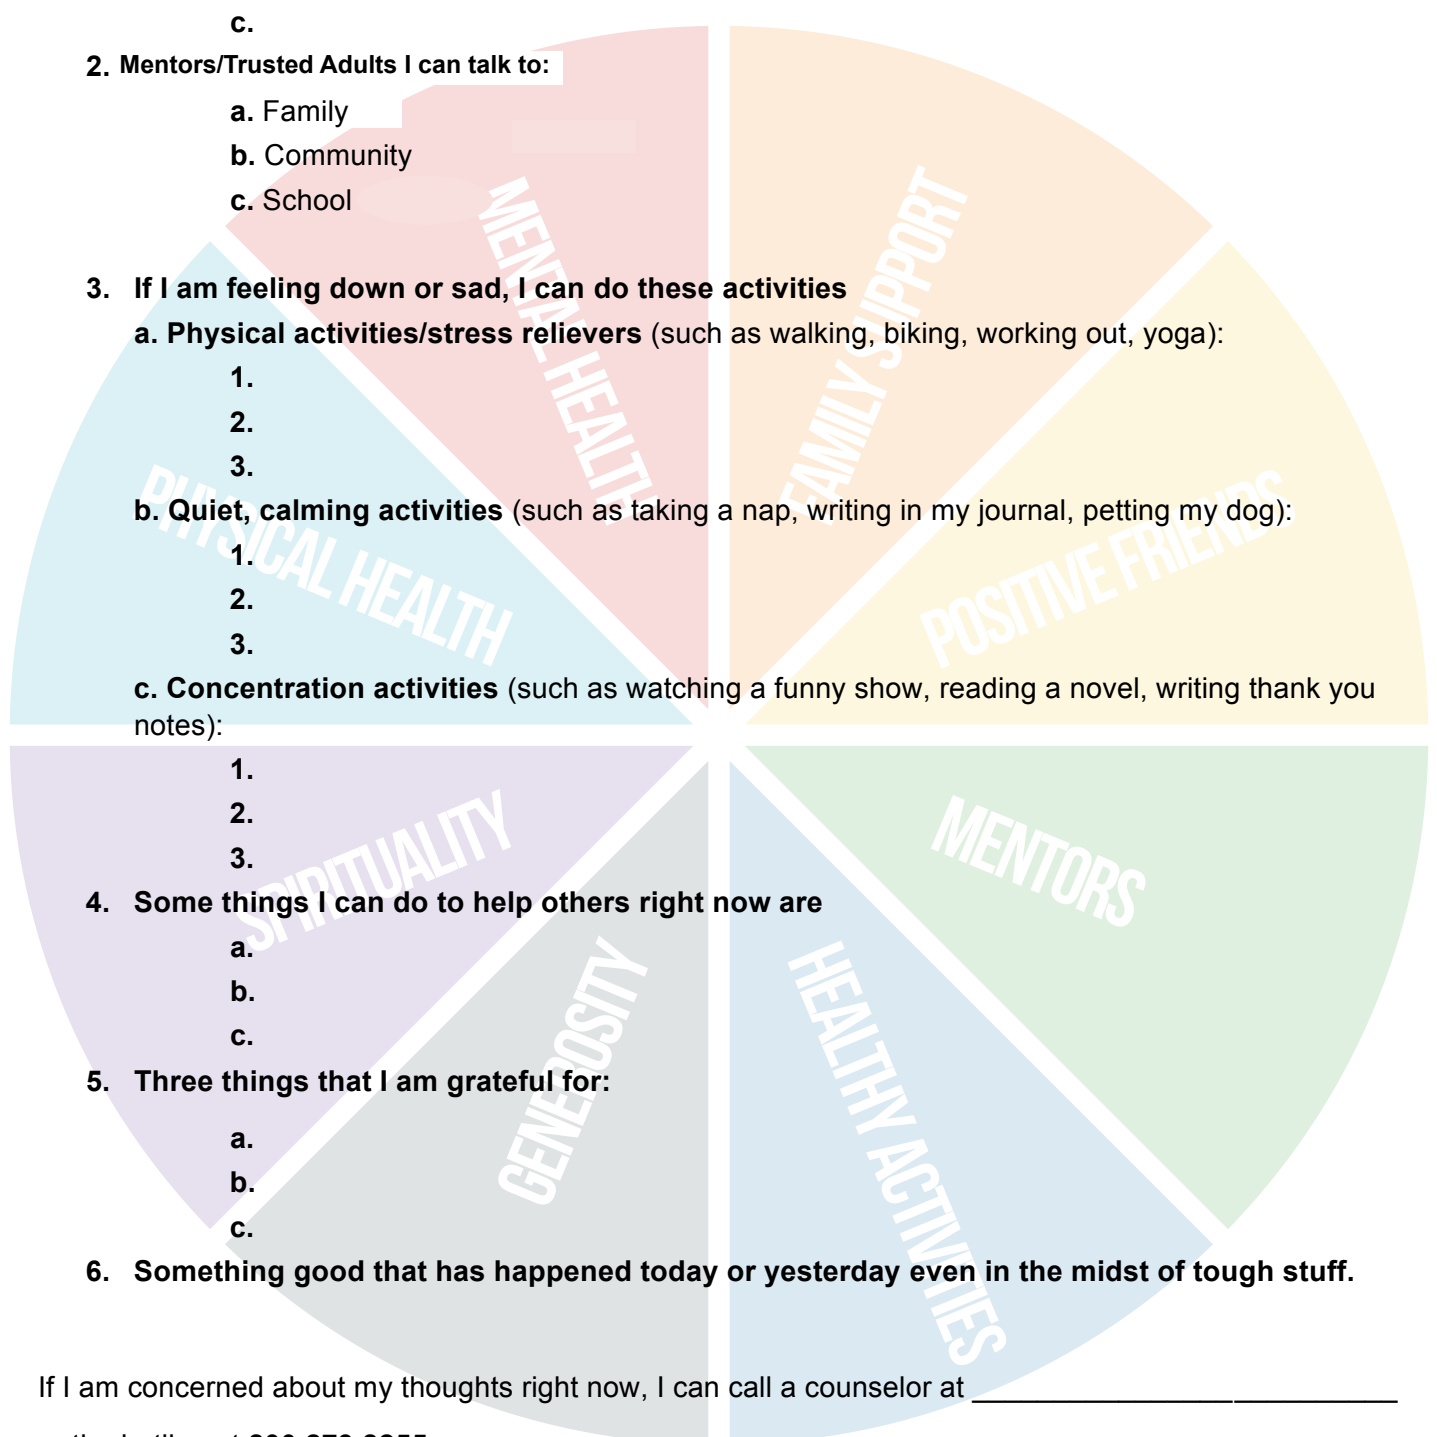 c.
2. Mentors/Trusted Adults I can talk to:
a. Family
b. Community
c. School
3. If I am feeling down or sad, I can do these activities
a. Physical activities/stress relievers (such as walking, biking, working out, yoga):
1.
2.
3.
b. Quiet, calming activities (such as taking a nap, writing in my journal, petting my dog):
1.
2.
3.
c. Concentration activities (such as watching a funny show, reading a novel, writing thank you
notes):
1.
2.
3.
4. Some things I can do to help others right now are
a.
b.
c.
5. Three things that I am grateful for:
a.
b.
c.
6. Something good that has happened today or yesterday even in the midst of tough stuff.
If I am concerned about my thoughts right now, I can call a counselor at
MENTAL HEALTH
FAMILY SUPPORT
POSITIVE FRIENDS
MENTORS
HEALTHY ACTIVITIES
GENEROSITY
SPIRITUALITY
PHYSICAL HEALTH